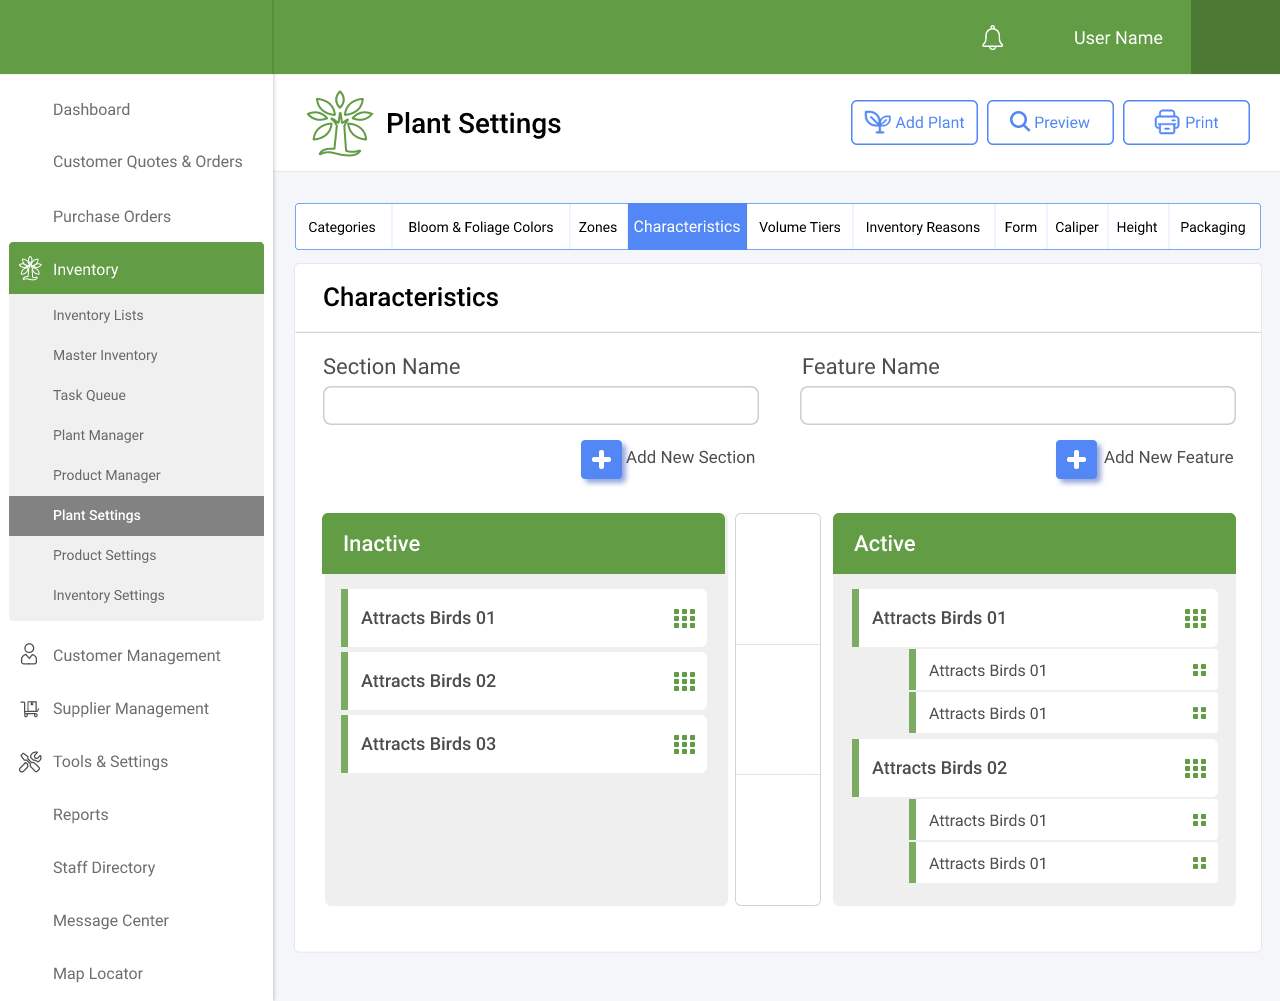 User Name
Dashboard
Customer Quotes & Orders
Purchase Orders
Inventory
Inventory Lists
Master Inventory
Task Queue
Plant Manager
Product Manager
Plant Settings
Product Settings
Inventory Settings
Customer Management
Supplier Management
Tools & Settings
Reports
Staff Directory
Message Center
Map Locator
Plant Settings
Add Plant
Preview
Print
Categories
Bloom & Foliage Colors
Zones
Characteristics
Volume Tiers
Inventory Reasons
Form
Caliper
Height
Packaging
Characteristics
Section Name
Feature Name
Add New Section
Add New Feature
Inactive
Attracts Birds 01
Attracts Birds 02
Attracts Birds 03
Active
Attracts Birds 01
Attracts Birds 01
Attracts Birds 01
Attracts Birds 02
Attracts Birds 01
Attracts Birds 01